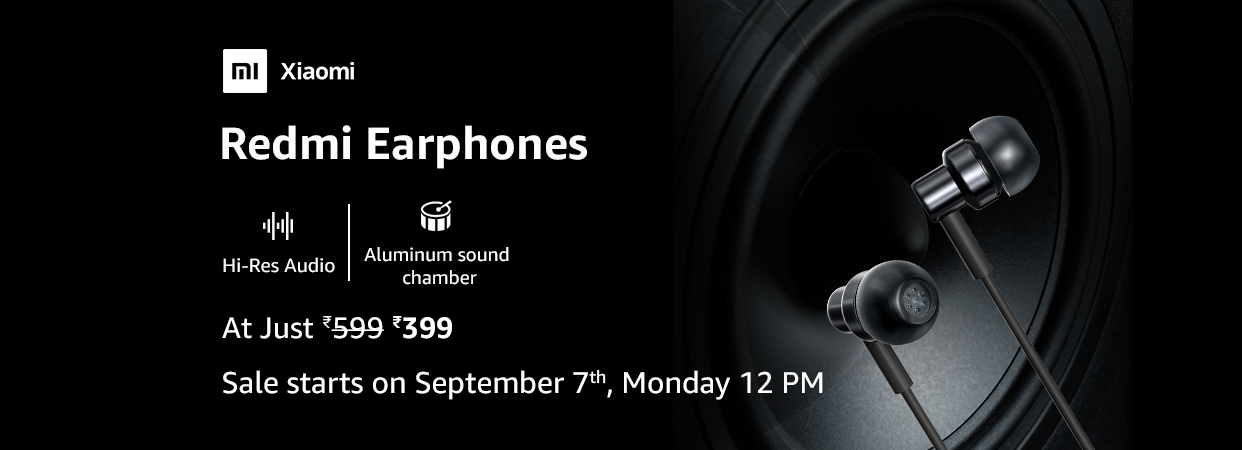 mi Xiaomi
Redmi Earphones
Hi-Res Audio
Aluminum sound
chamber
At Just ₹599 ₹399
Sale starts on September 7th, Monday 12 PM